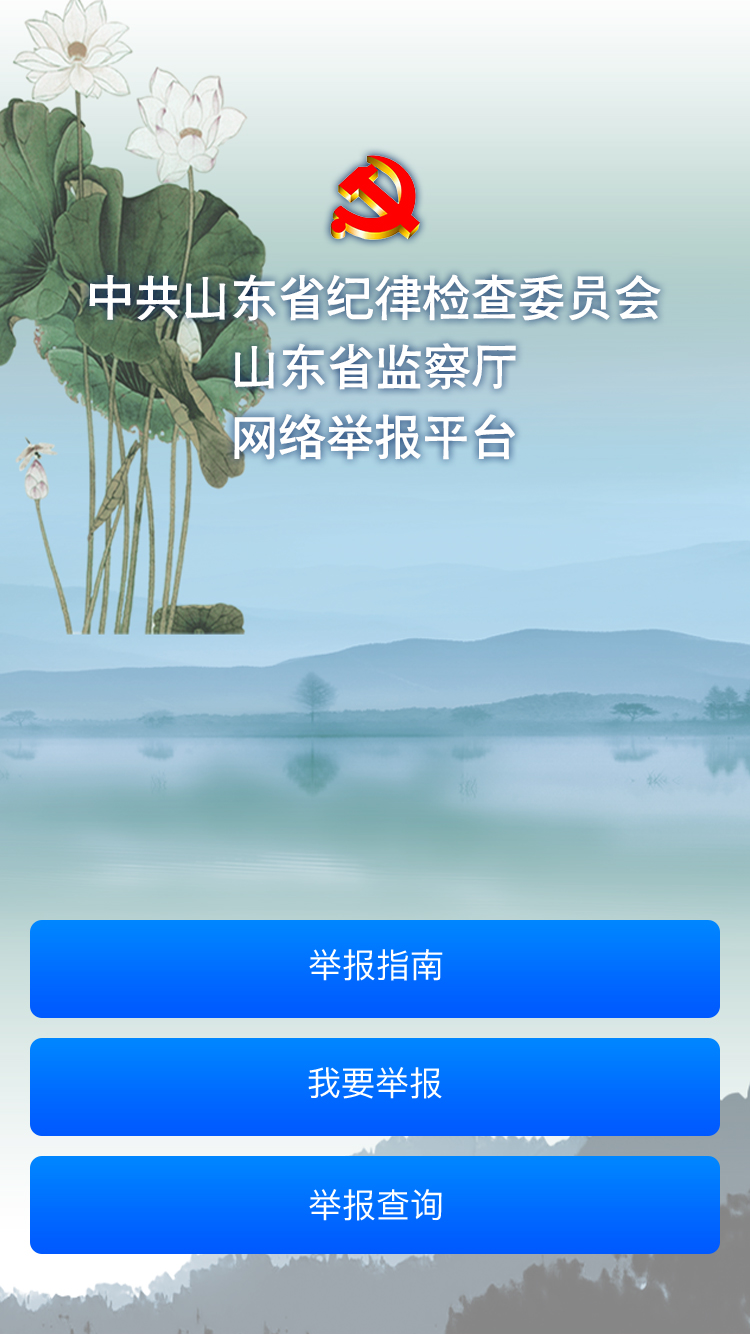 中共山东省纪律检查委员会
山东省监察厅
网络举报平台
举报指南
我要举报
举报查询